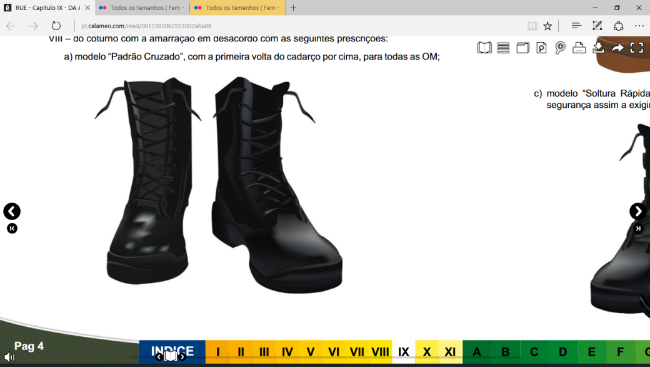 RUE - Capítulo IX - DA A
Todos os tamanhos | Fem -
Todos os tamanhos | Fem -
pt.calameo.com/read/0032382062553802aba88
VIII – do coturno com a amarração em desacordo com as seguintes prescrições:
a) modelo “Padrão Cruzado”, com a primeira volta do cadarço por cima, para todas as OM;
c) modelo “Soltura Rápida
segurança assim a exigi
Pag 4
INDICE I II III IV V VI VII VIII IX X XI A B C D E F G